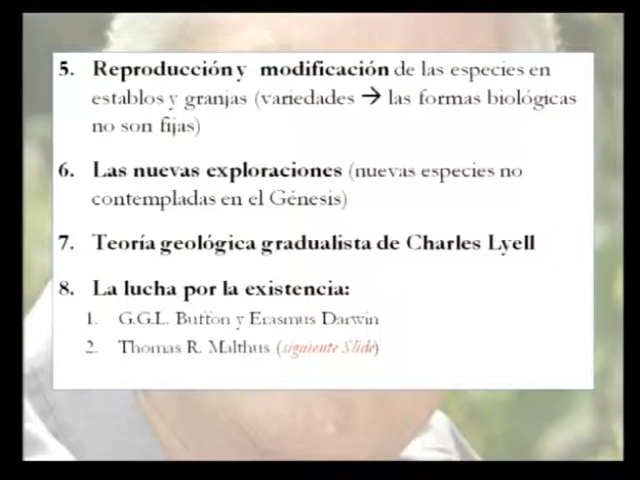 5. Reproducción y modificación de las especies en
establos y granjas (variedades → las formas biológicas
no son fijas)
6. Las nuevas exploraciones (nuevas especies no
contempladas en el Génesis)
7. Teoría geológica gradualista de Charles Lyell
8. La lucha por la existencia:
1. G.G.L. Buffon y Erasmus Darwin
2. Thomas R. Malthus (siguiente Slide)